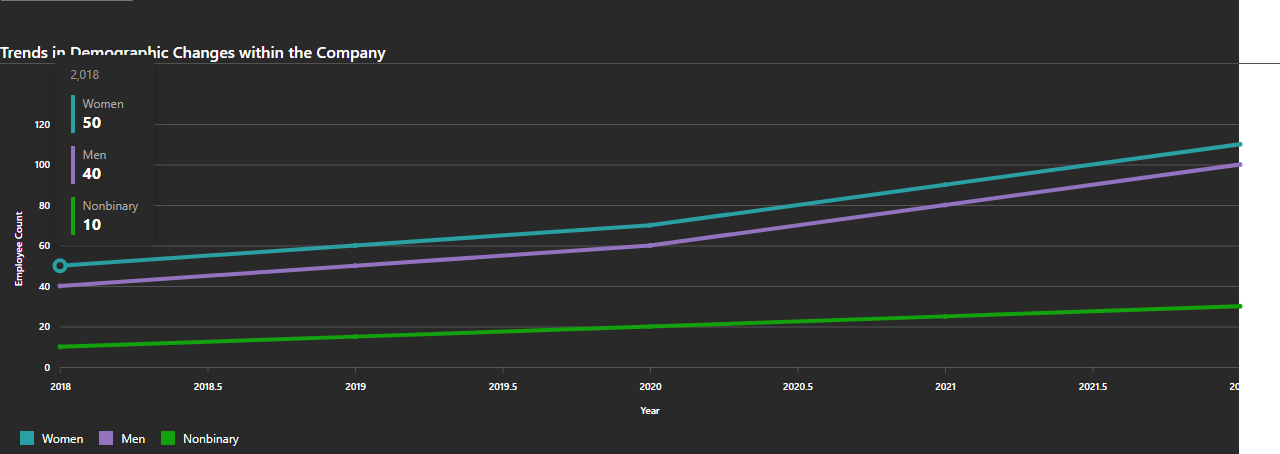 Trends in Demographic Changes within the Company
2,018
Women
50
Men
40
Nonbinary
10
Employee Count
120
100
80
60
40
20
0
2018 2018.5 2019 2019.5 2020 2020.5 2021 2021.5 20
Year
Women Men Nonbinary